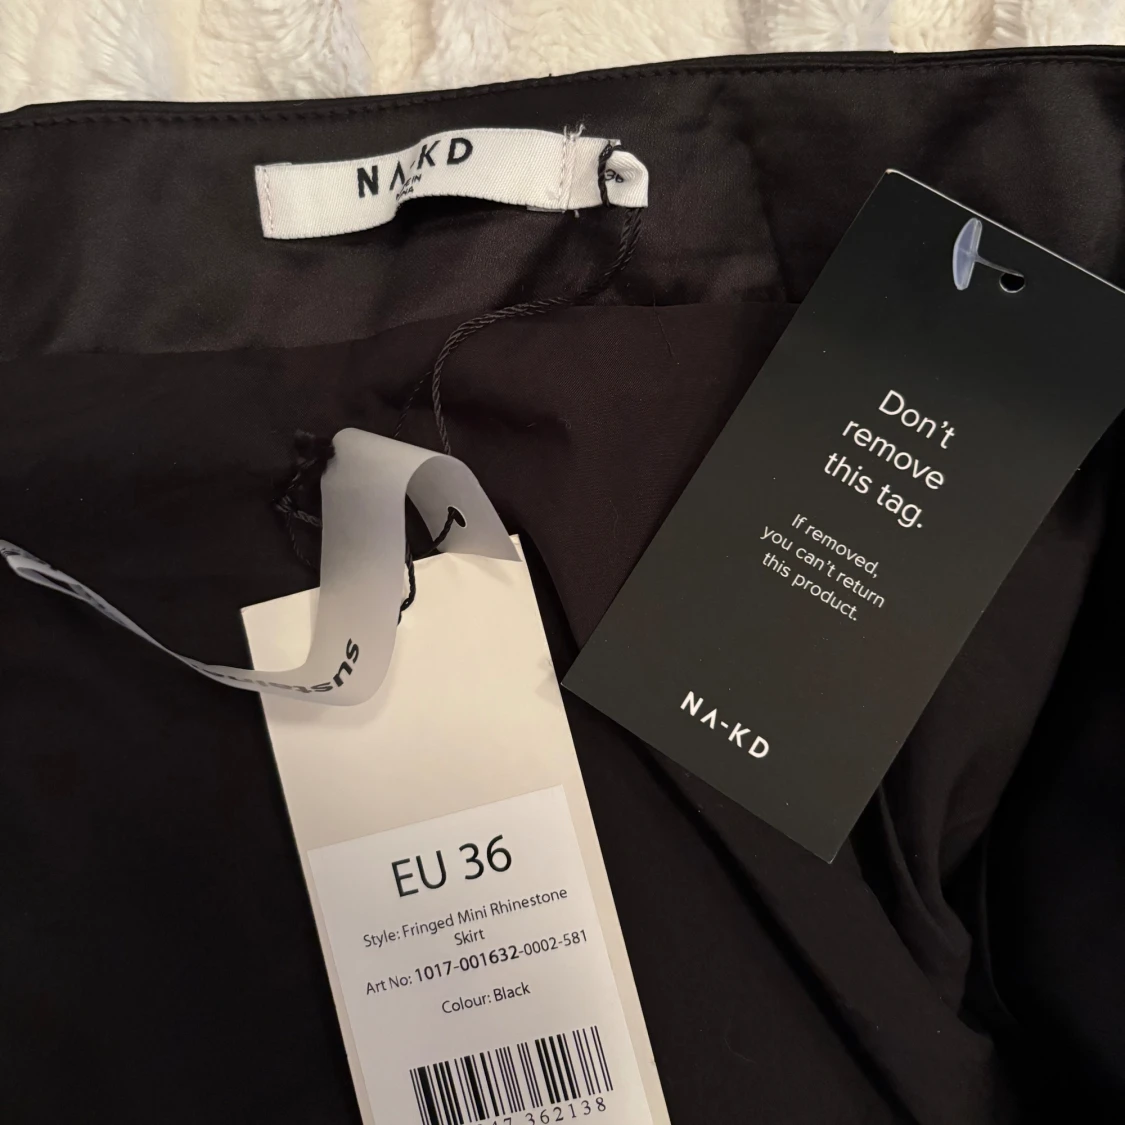 NA-KD
36
Don't
remove
this tag.
If removed,
you can't return
this product.
NA-KD
EU 36
Style: Fringed Mini Rhinestone
Skirt
Art No: 1017-001632-0002-581
Colour: Black
362138